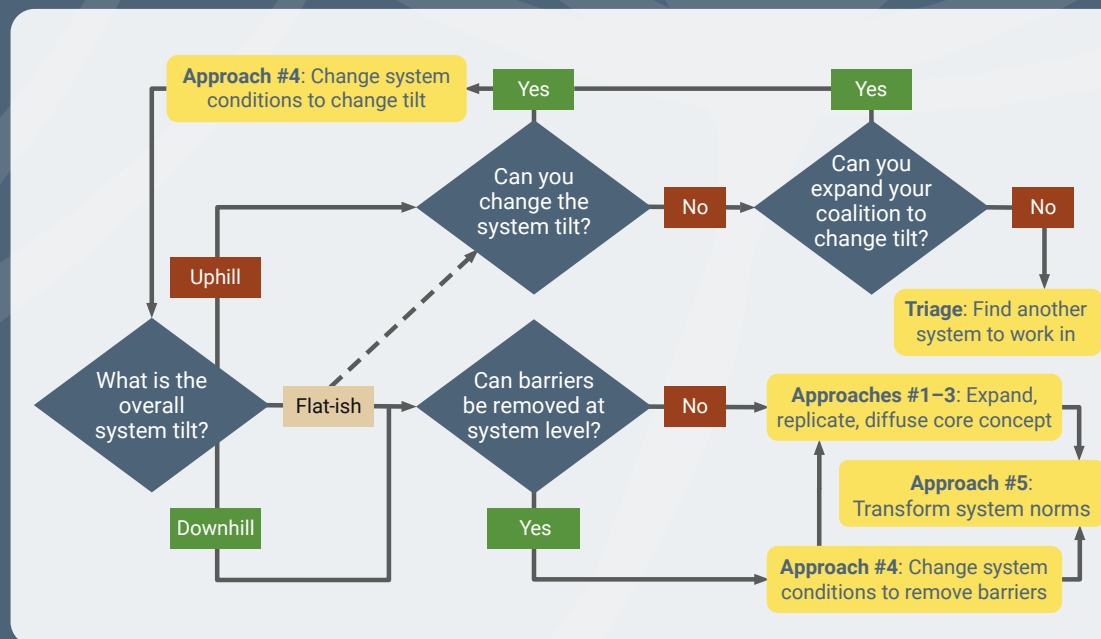 Approach #4: Change system
conditions to change tilt
Yes
Yes
Can you
change the
system tilt?
No
Can you
expand your
coalition to
change tilt?
No
Uphill
Triage: Find another
system to work in
What is the
overall
system tilt?
Flat-ish
Can barriers
be removed at
system level?
No
Approaches #1–3: Expand,
replicate, diffuse core concept
Approach #5:
Transform system norms
Downhill
Yes
Approach #4: Change system
conditions to remove barriers